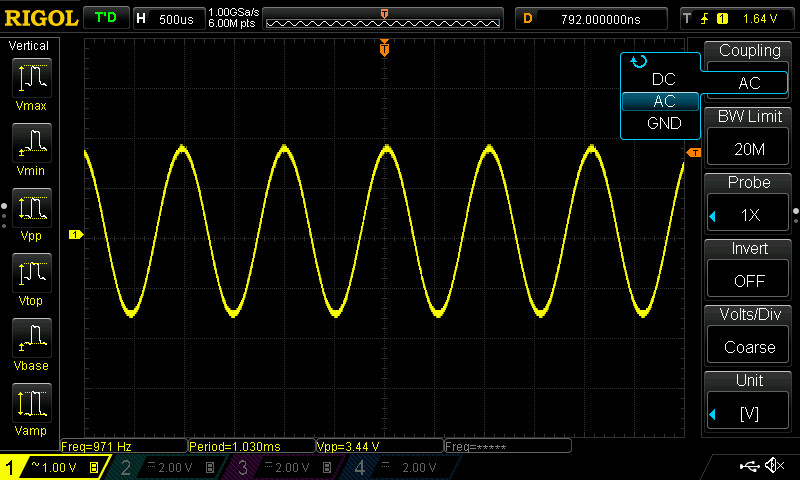 RIGOL T'D H 500us 1.00GSa/s 6.00M pts T D 792.000000ns T 1 1.64 V
T
Vertical
Vmax
Vmin
Vpp
Vtop
Vbase
Vamp
1
T
DC
AC
GND
Coupling
AC
BW Limit
20M
Probe
1X
Invert
OFF
Volts/Div
Coarse
Unit
[V]
Freq=971 Hz Period=1.030ms Vpp=3.44 V Freq=*****
1 ~ 1.00 V B 2 2.00 V B 3 2.00 V B 4 2.00 V